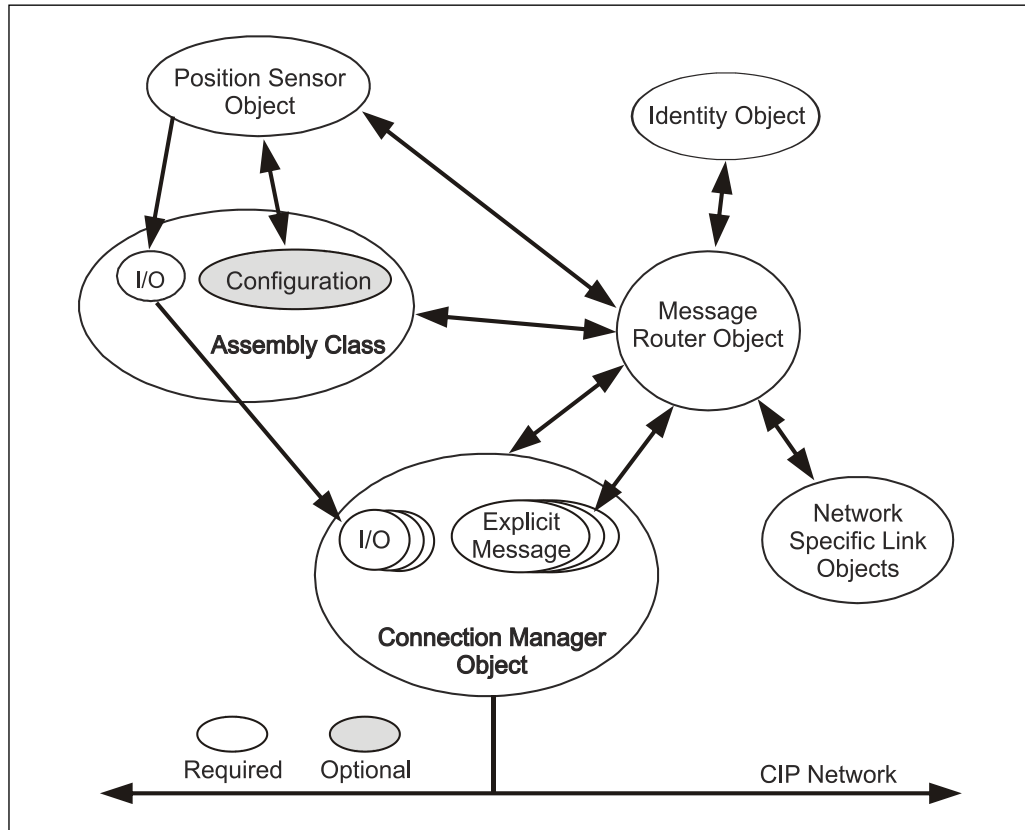 Position Sensor
Object
Identity Object
I/O
Configuration
Assembly Class
Message
Router Object
I/O
Explicit
Message
Network
Specific Link
Objects
Connection Manager
Object
Required
Optional
CIP Network